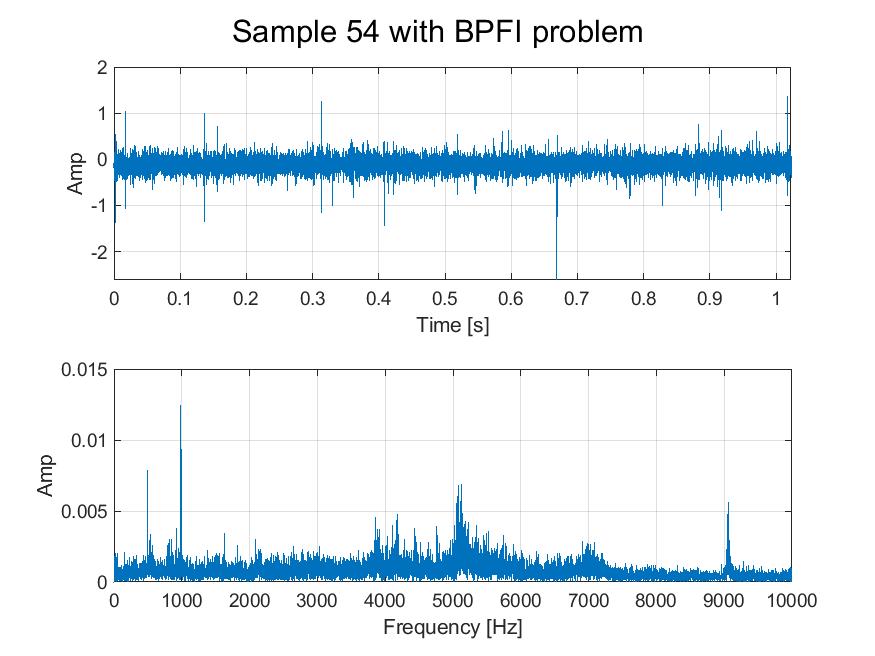 Sample 54 with BPFI problem
2
1
0
-1
-2
Amp
0 0.1 0.2 0.3 0.4 0.5 0.6 0.7 0.8 0.9 1
Time [s]
0.015
0.01
0.005
0
Amp
0 1000 2000 3000 4000 5000 6000 7000 8000 9000 10000
Frequency [Hz]